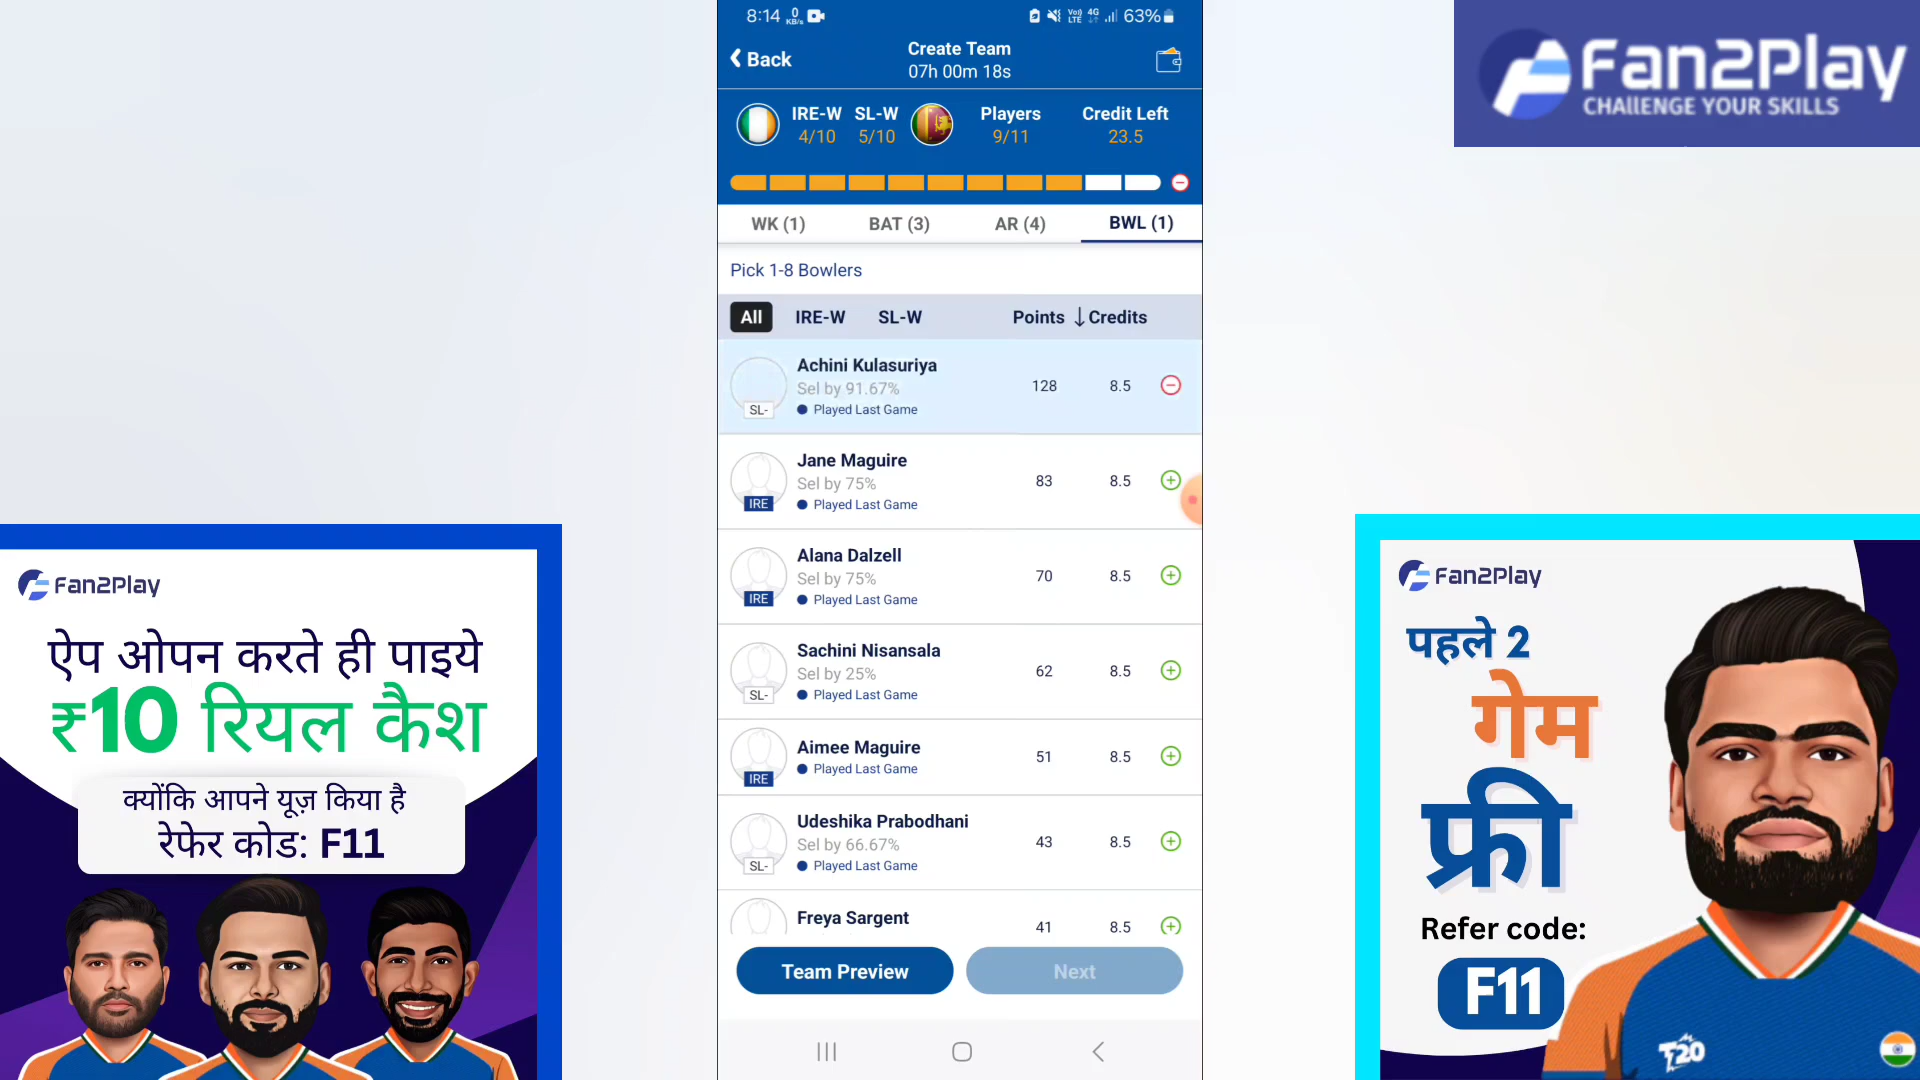 8:14 0 KB/s Vo) LTE 4G 63%
Back
Create Team
07h 00m 18s
IRE-W SL-W Players Credit Left
4/10 5/10 9/11 23.5
WK (1) BAT (3) AR (4) BWL (1)
Pick 1-8 Bowlers
All IRE-W SL-W Points ↓ Credits
Achini Kulasuriya
Sel by 91.67% 128 8.5
SL- Played Last Game
Jane Maguire
Sel by 75% 83 8.5
IRE Played Last Game
Alana Dalzell
Sel by 75% 70 8.5
IRE Played Last Game
Sachini Nisansala
Sel by 25% 62 8.5
SL- Played Last Game
Aimee Maguire
51 8.5
IRE Played Last Game
Udeshika Prabodhani
Sel by 66.67% 43 8.5
SL- Played Last Game
Freya Sargent 41 8.5
Team Preview Next
Fan2Play
CHALLENGE YOUR SKILLS
Fan2Play
ऐप ओपन करते ही पाइये
₹10 रियल कैश
क्योंकि आपने यूज़ किया है
रेफेर कोड: F11
Fan2Play
पहले 2
गेम
फ्री
Refer code:
F11
T20